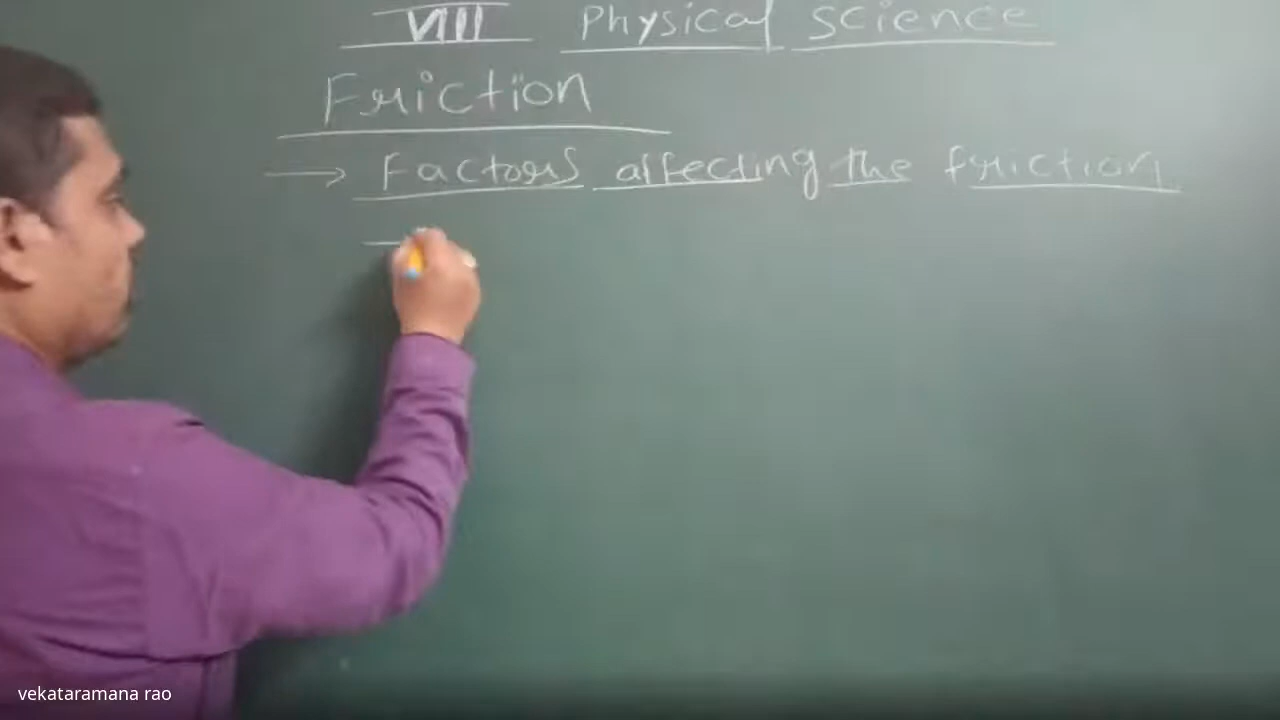 VIII Physical science
Friction
→ Factors affecting the friction
vekataramana rao